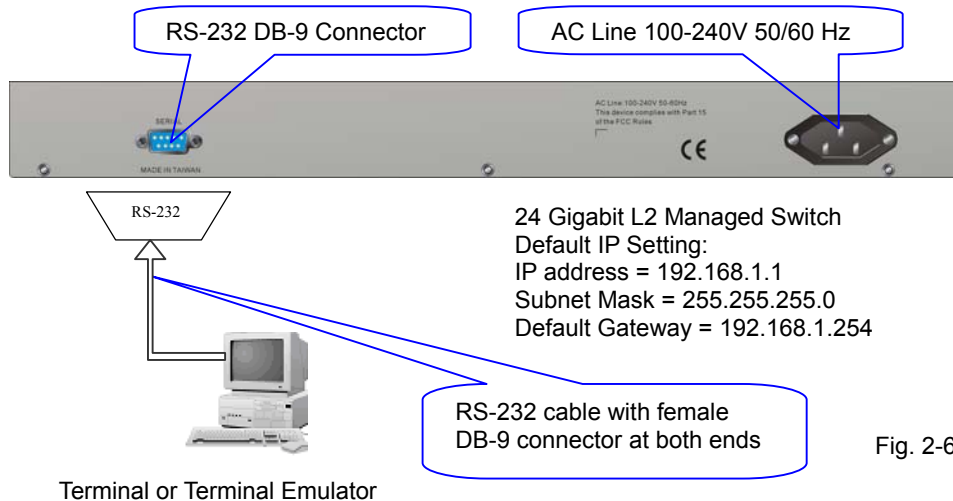 RS-232 DB-9 Connector
AC Line 100-240V 50/60 Hz
AC Line:100-240V 50-60Hz
This device complies with Part 15
of the FCC Rules
SERIAL
CE
MADE IN TAIWAN
RS-232
24 Gigabit L2 Managed Switch
Default IP Setting:
IP address = 192.168.1.1
Subnet Mask = 255.255.255.0
Default Gateway = 192.168.1.254
RS-232 cable with female
DB-9 connector at both ends
Fig. 2-6
Terminal or Terminal Emulator